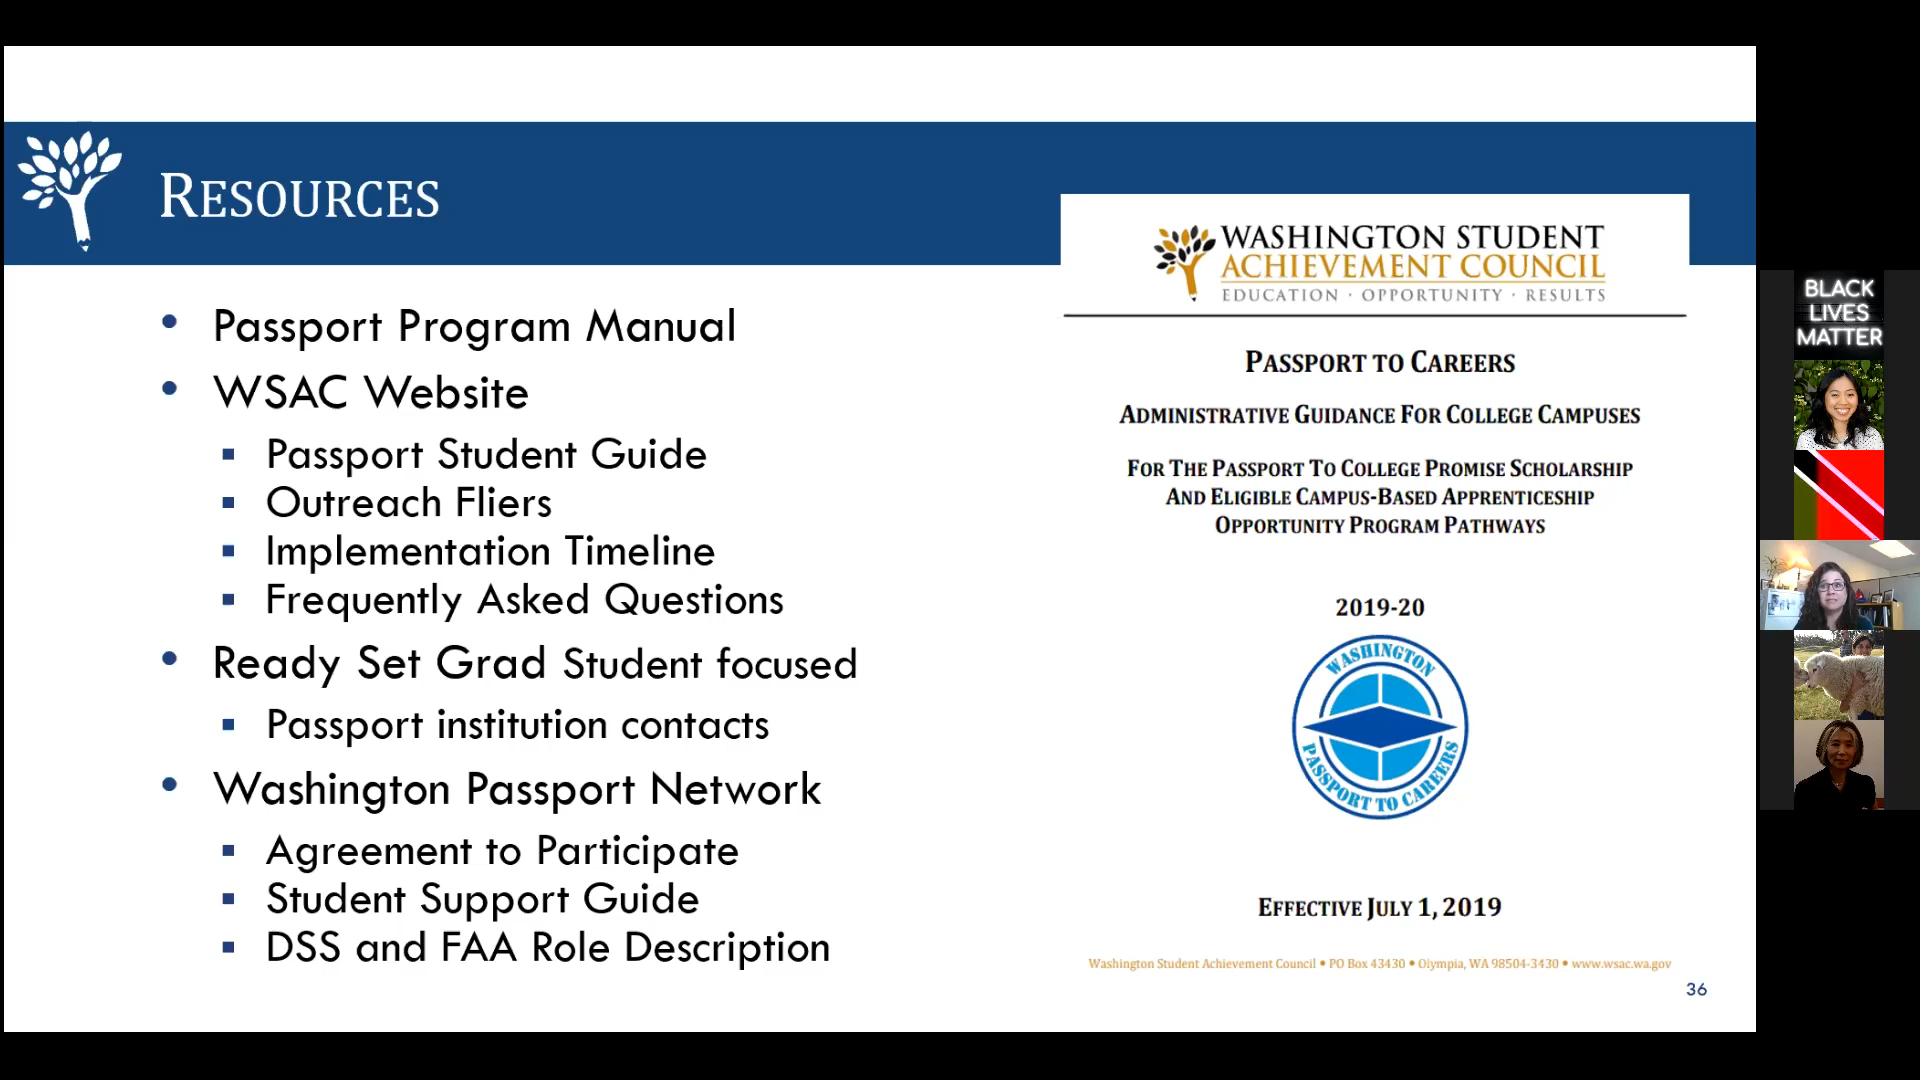 RESOURCES
• Passport Program Manual
• WSAC Website
▪ Passport Student Guide
▪ Outreach Fliers
▪ Implementation Timeline
▪ Frequently Asked Questions
• Ready Set Grad Student focused
▪ Passport institution contacts
• Washington Passport Network
▪ Agreement to Participate
▪ Student Support Guide
▪ DSS and FAA Role Description
WASHINGTON STUDENT
ACHIEVEMENT COUNCIL
EDUCATION · OPPORTUNITY · RESULTS
PASSPORT TO CAREERS
ADMINISTRATIVE GUIDANCE FOR COLLEGE CAMPUSES
FOR THE PASSPORT TO COLLEGE PROMISE SCHOLARSHIP
AND ELIGIBLE CAMPUS-BASED APPRENTICESHIP
OPPORTUNITY PROGRAM PATHWAYS
2019-20
WASHINGTON
PASSPORT TO CAREERS
EFFECTIVE JULY 1, 2019
Washington Student Achievement Council • PO Box 43430 • Olympia, WA 98504-3430 • www.wsac.wa.gov
36
BLACK
LIVES
MATTER